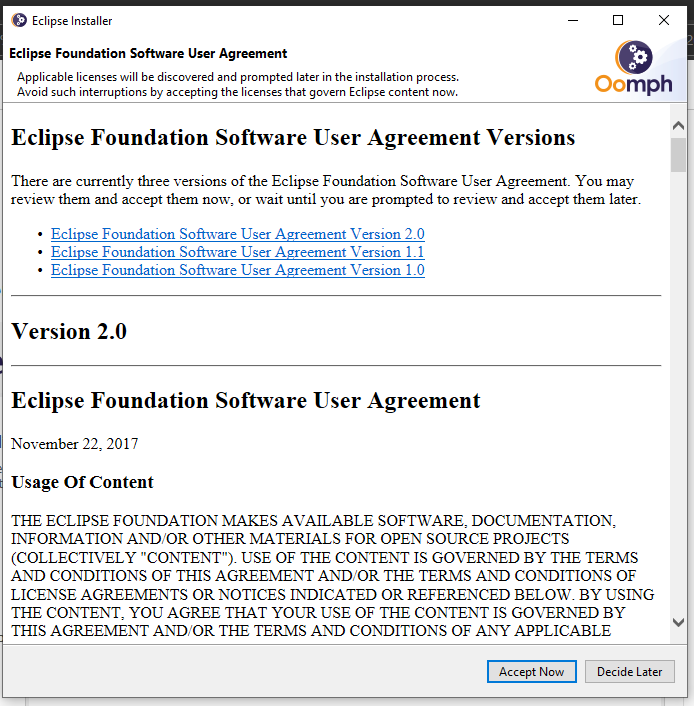 Eclipse Installer
Eclipse Foundation Software User Agreement
Applicable licenses will be discovered and prompted later in the installation process.
Avoid such interruptions by accepting the licenses that govern Eclipse content now.
Oomph
Eclipse Foundation Software User Agreement Versions
There are currently three versions of the Eclipse Foundation Software User Agreement. You may
review them and accept them now, or wait until you are prompted to review and accept them later.
• Eclipse Foundation Software User Agreement Version 2.0
• Eclipse Foundation Software User Agreement Version 1.1
• Eclipse Foundation Software User Agreement Version 1.0
Version 2.0
Eclipse Foundation Software User Agreement
November 22, 2017
Usage Of Content
THE ECLIPSE FOUNDATION MAKES AVAILABLE SOFTWARE, DOCUMENTATION,
INFORMATION AND/OR OTHER MATERIALS FOR OPEN SOURCE PROJECTS
(COLLECTIVELY "CONTENT"). USE OF THE CONTENT IS GOVERNED BY THE TERMS
AND CONDITIONS OF THIS AGREEMENT AND/OR THE TERMS AND CONDITIONS OF
LICENSE AGREEMENTS OR NOTICES INDICATED OR REFERENCED BELOW. BY USING
THE CONTENT, YOU AGREE THAT YOUR USE OF THE CONTENT IS GOVERNED BY
THIS AGREEMENT AND/OR THE TERMS AND CONDITIONS OF ANY APPLICABLE
Accept Now
Decide Later